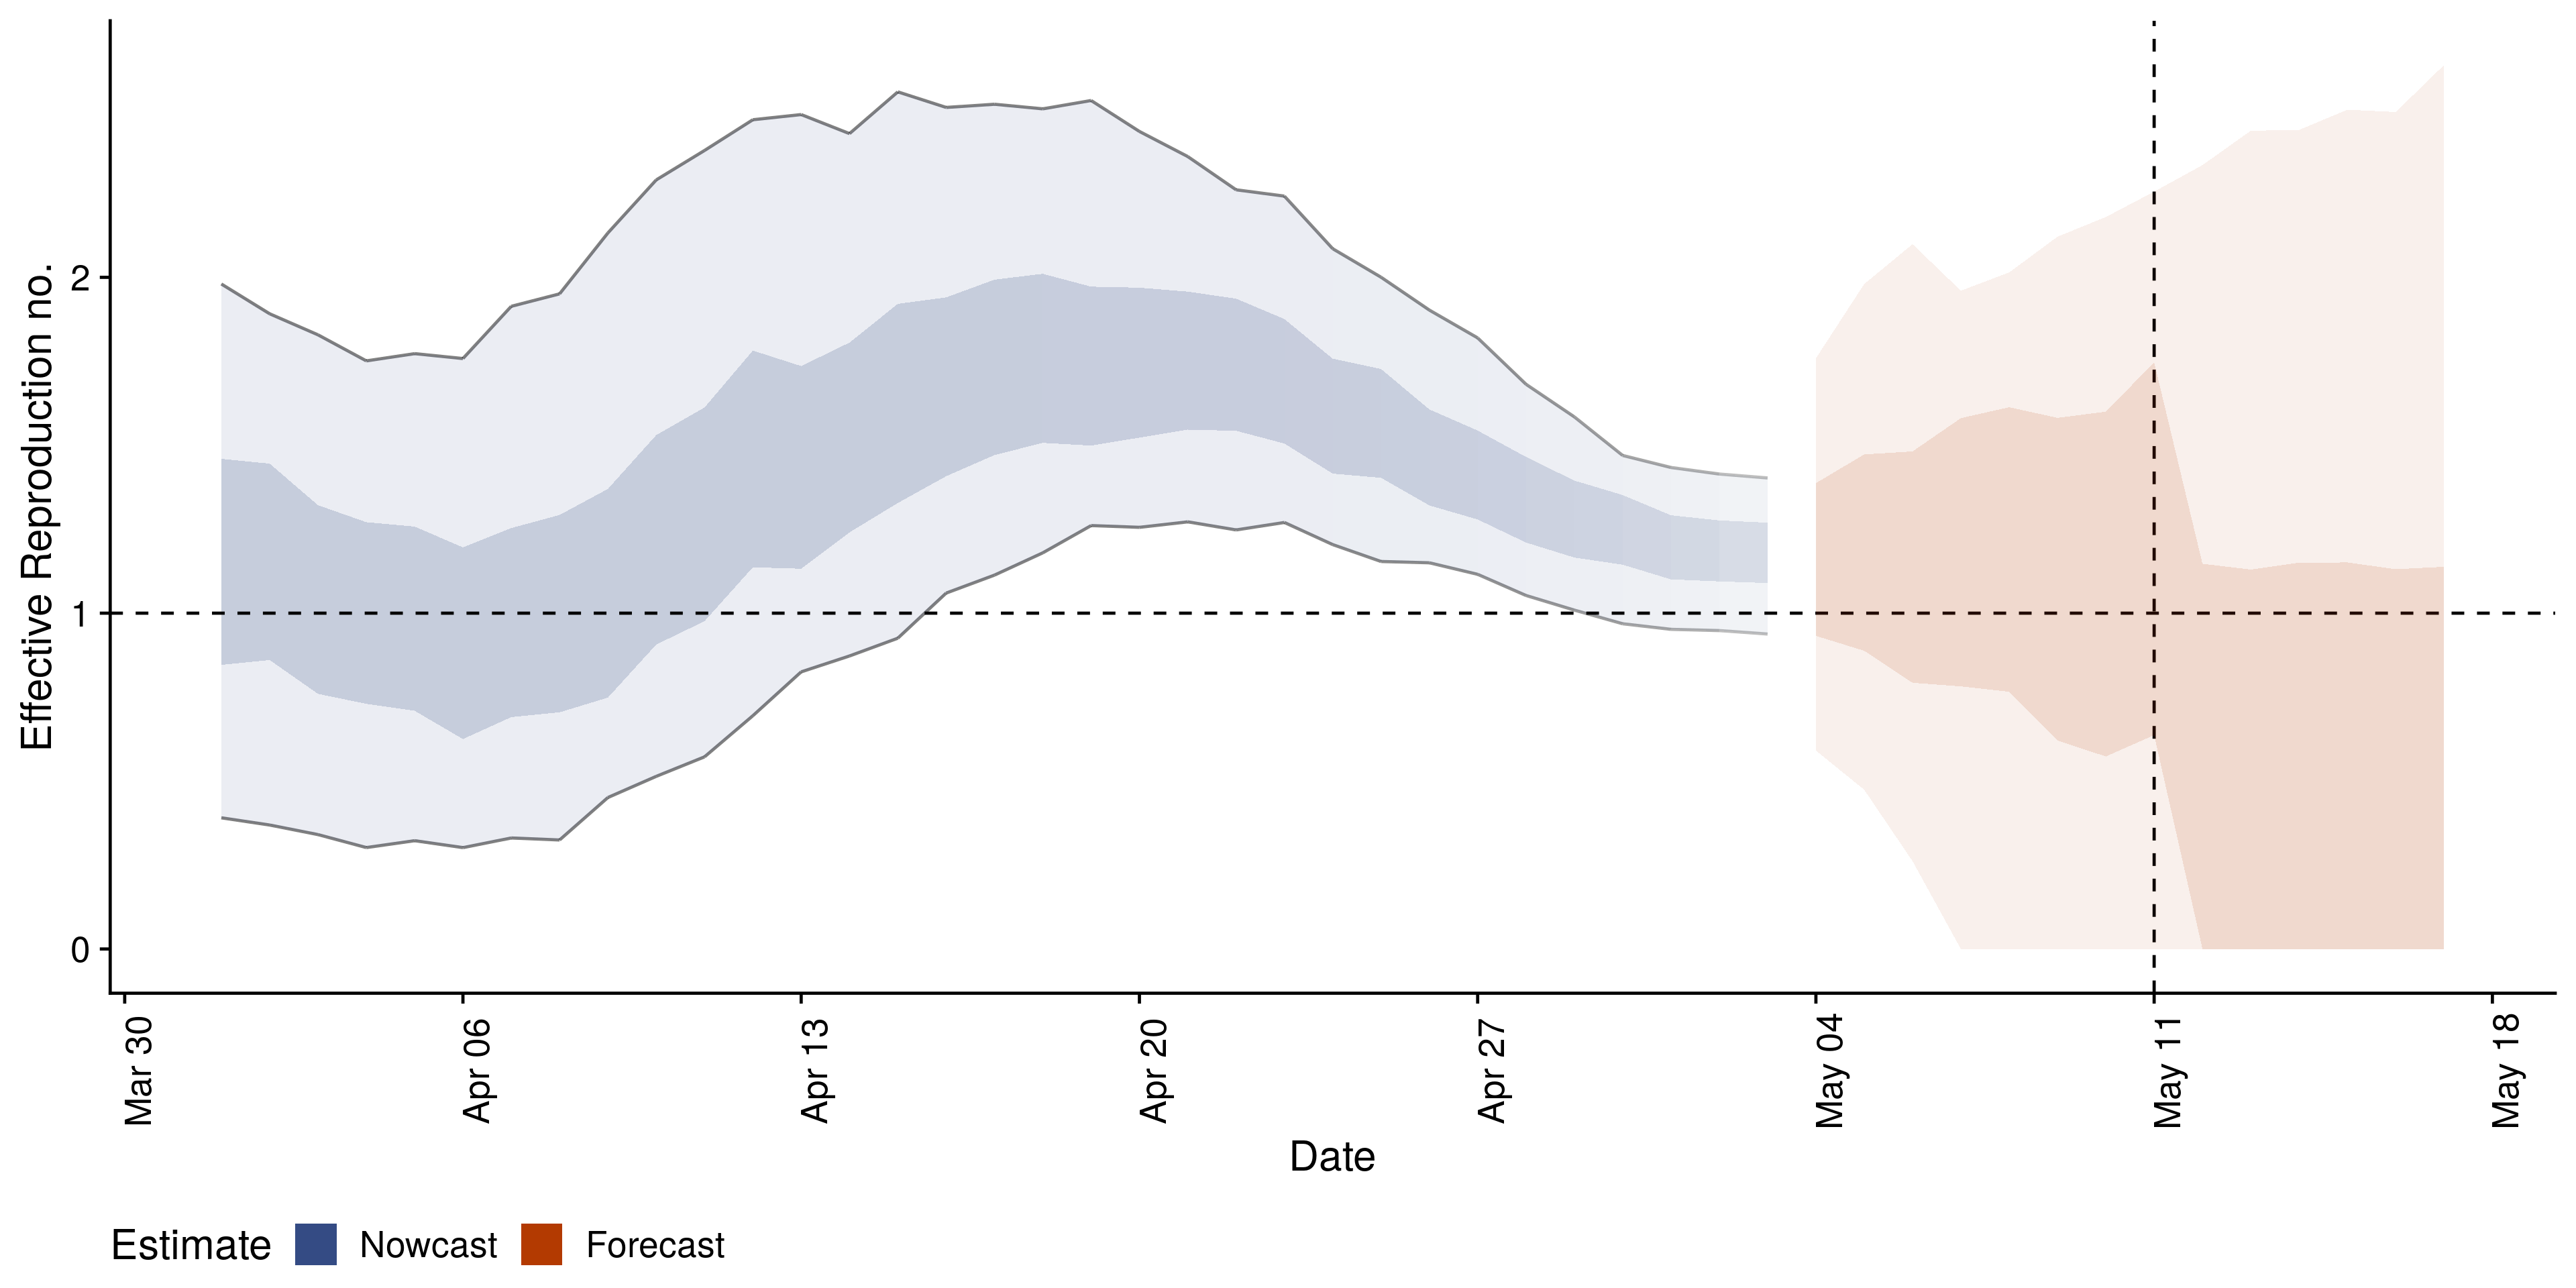 Effective Reproduction no.
2
1
0
Mar 30
Apr 06
Apr 13
Apr 20
Apr 27
May 04
May 11
May 18
Date
Estimate Nowcast Forecast